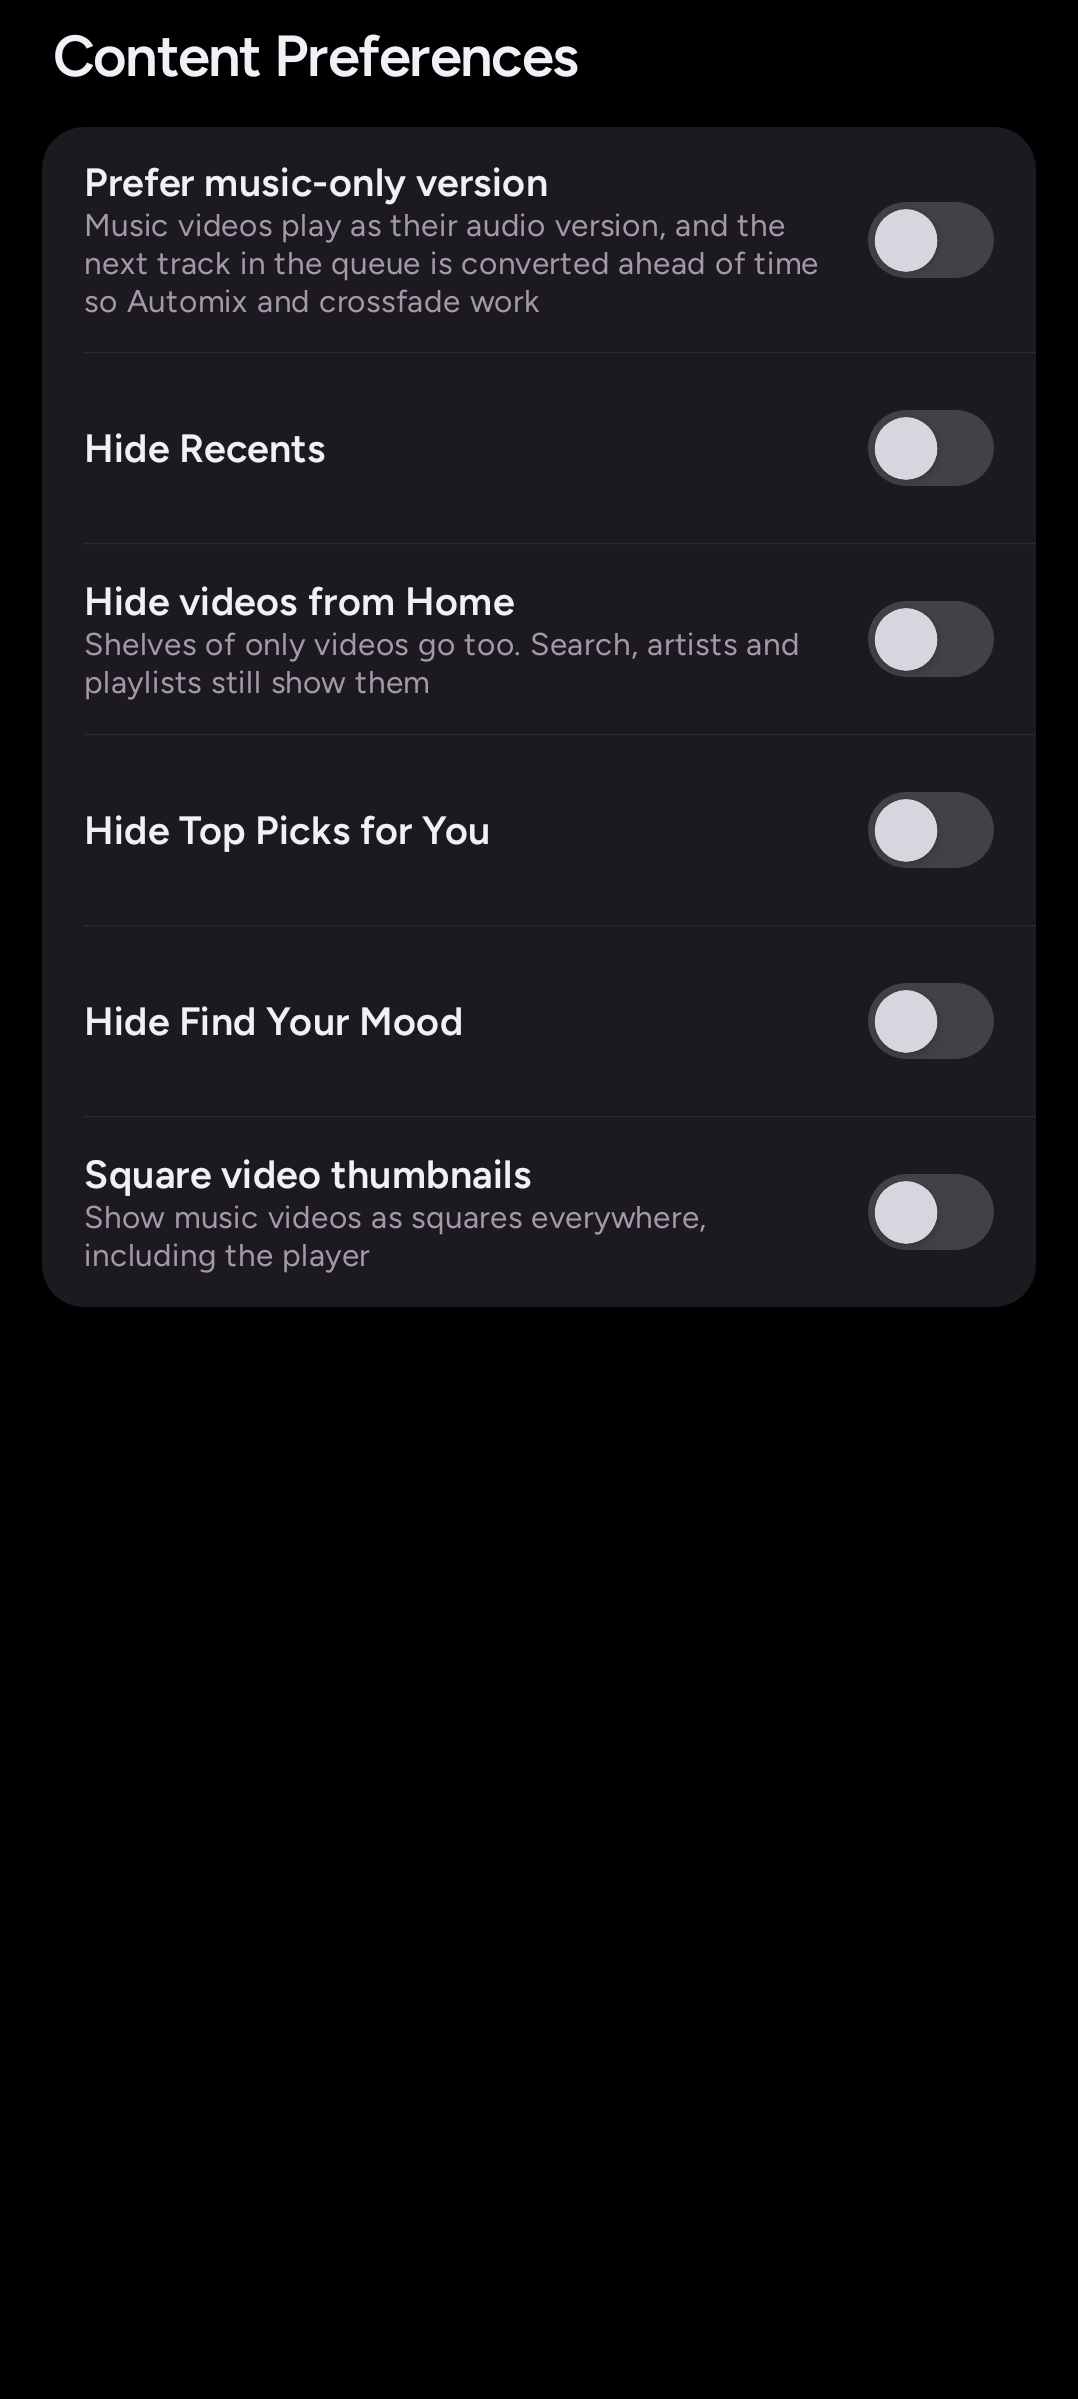 Content Preferences
Prefer music-only version
Music videos play as their audio version, and the
next track in the queue is converted ahead of time
so Automix and crossfade work
Hide Recents
Hide videos from Home
Shelves of only videos go too. Search, artists and
playlists still show them
Hide Top Picks for You
Hide Find Your Mood
Square video thumbnails
Show music videos as squares everywhere,
including the player